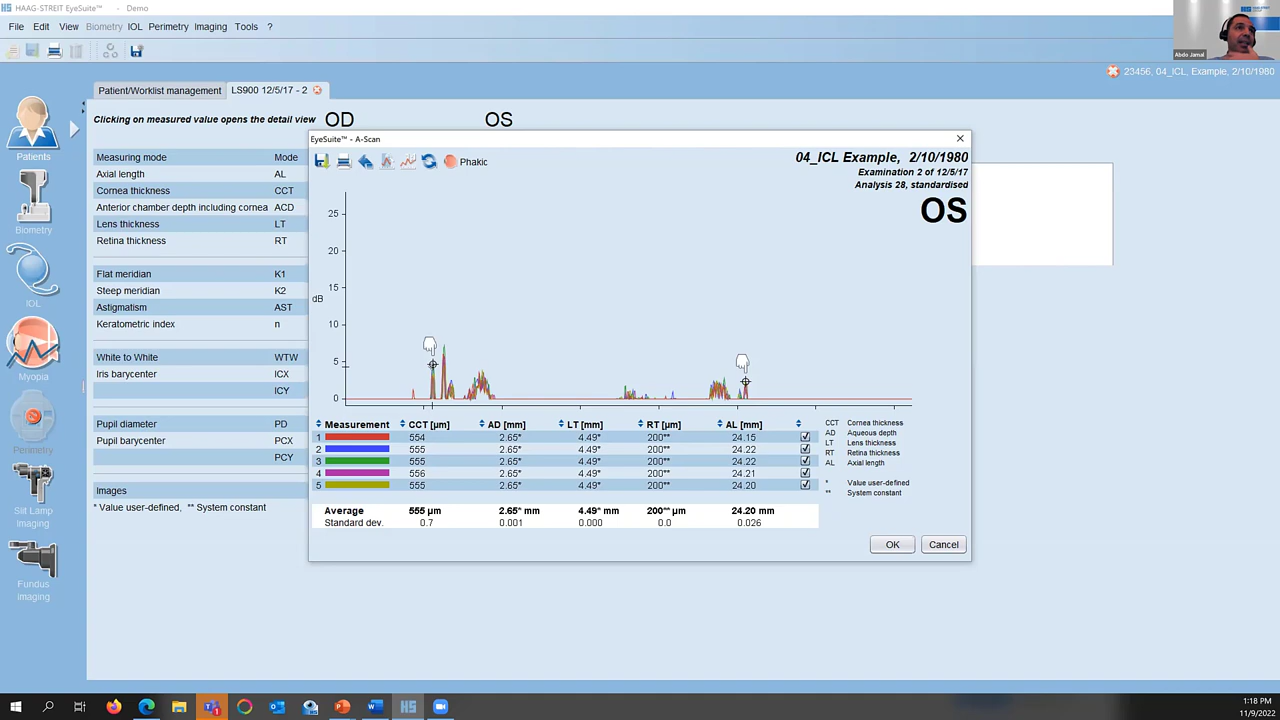 HAAG-STREIT EyeSuite™ - Demo
File Edit View Biometry IOL Perimetry Imaging Tools ?
Abdo Jamal
23456, 04_ICL, Example, 2/10/1980
Patient/Worklist management LS900 12/5/17 - 2
Clicking on measured value opens the detail view OD OS
Patients
Biometry
IOL
Myopia
Perimetry
Slit Lamp
Imaging
Fundus
Imaging
Measuring mode Mode
Axial length AL
Cornea thickness CCT
Anterior chamber depth including cornea ACD
Lens thickness LT
Retina thickness RT
Flat meridian K1
Steep meridian K2
Astigmatism AST
Keratometric index n
White to White WTW
Iris barycenter ICX
ICY
Pupil diameter PD
Pupil barycenter PCX
PCY
Images
* Value user-defined, ** System constant
EyeSuite™ - A-Scan
Phakic
04_ICL Example, 2/10/1980
Examination 2 of 12/5/17
Analysis 28, standardised
OS
25
20
15
dB
10
5
0
Measurement CCT [µm] AD [mm] LT [mm] RT [µm] AL [mm]
1 554 2.65* 4.49* 200** 24.15
2 555 2.65* 4.49* 200** 24.22
3 555 2.65* 4.49* 200** 24.22
4 556 2.65* 4.49* 200** 24.21
5 555 2.65* 4.49* 200** 24.20
Average 555 µm 2.65* mm 4.49* mm 200** µm 24.20 mm
Standard dev. 0.7 0.001 0.000 0.0 0.026
CCT Cornea thickness
AD Aqueous depth
LT Lens thickness
RT Retina thickness
AL Axial length
* Value user-defined
** System constant
OK Cancel
1:18 PM
11/9/2022